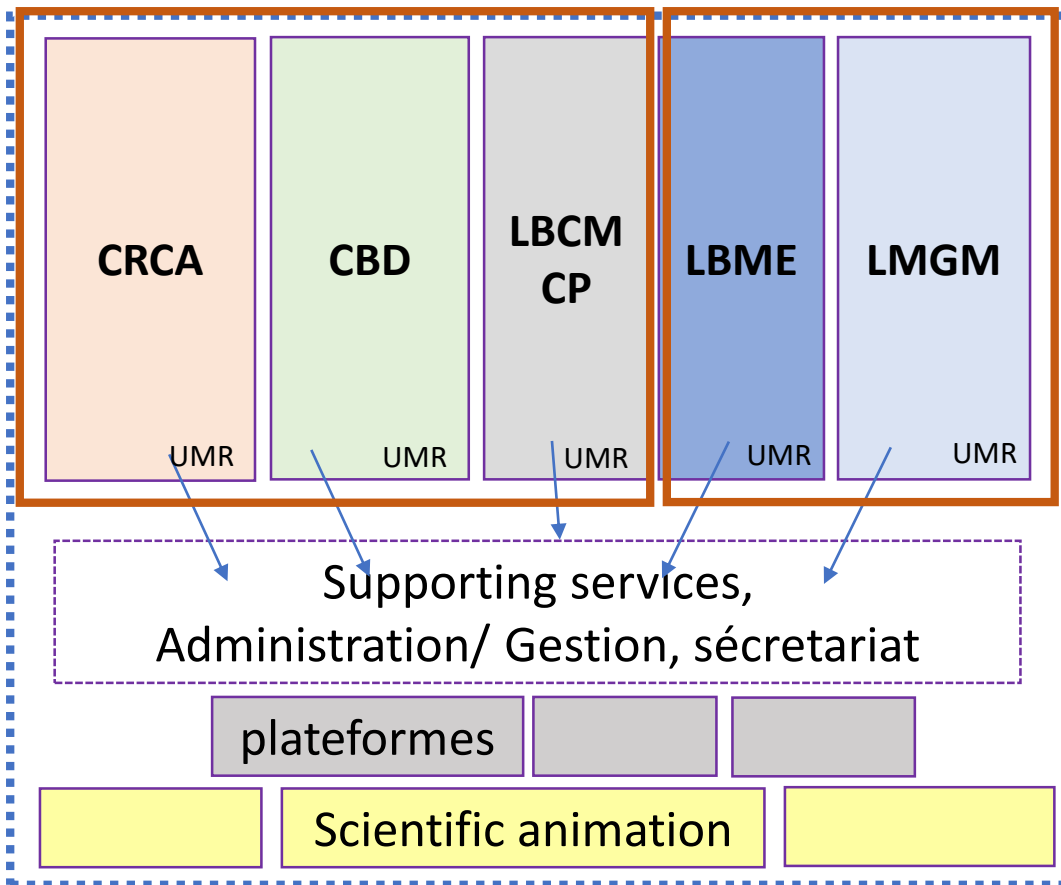 CRCA
CBD
LBCM
CP
LBME
LMGM
UMR
UMR
UMR
UMR
UMR
Supporting services,
Administration/ Gestion, sécretariat
plateformes
Scientific animation